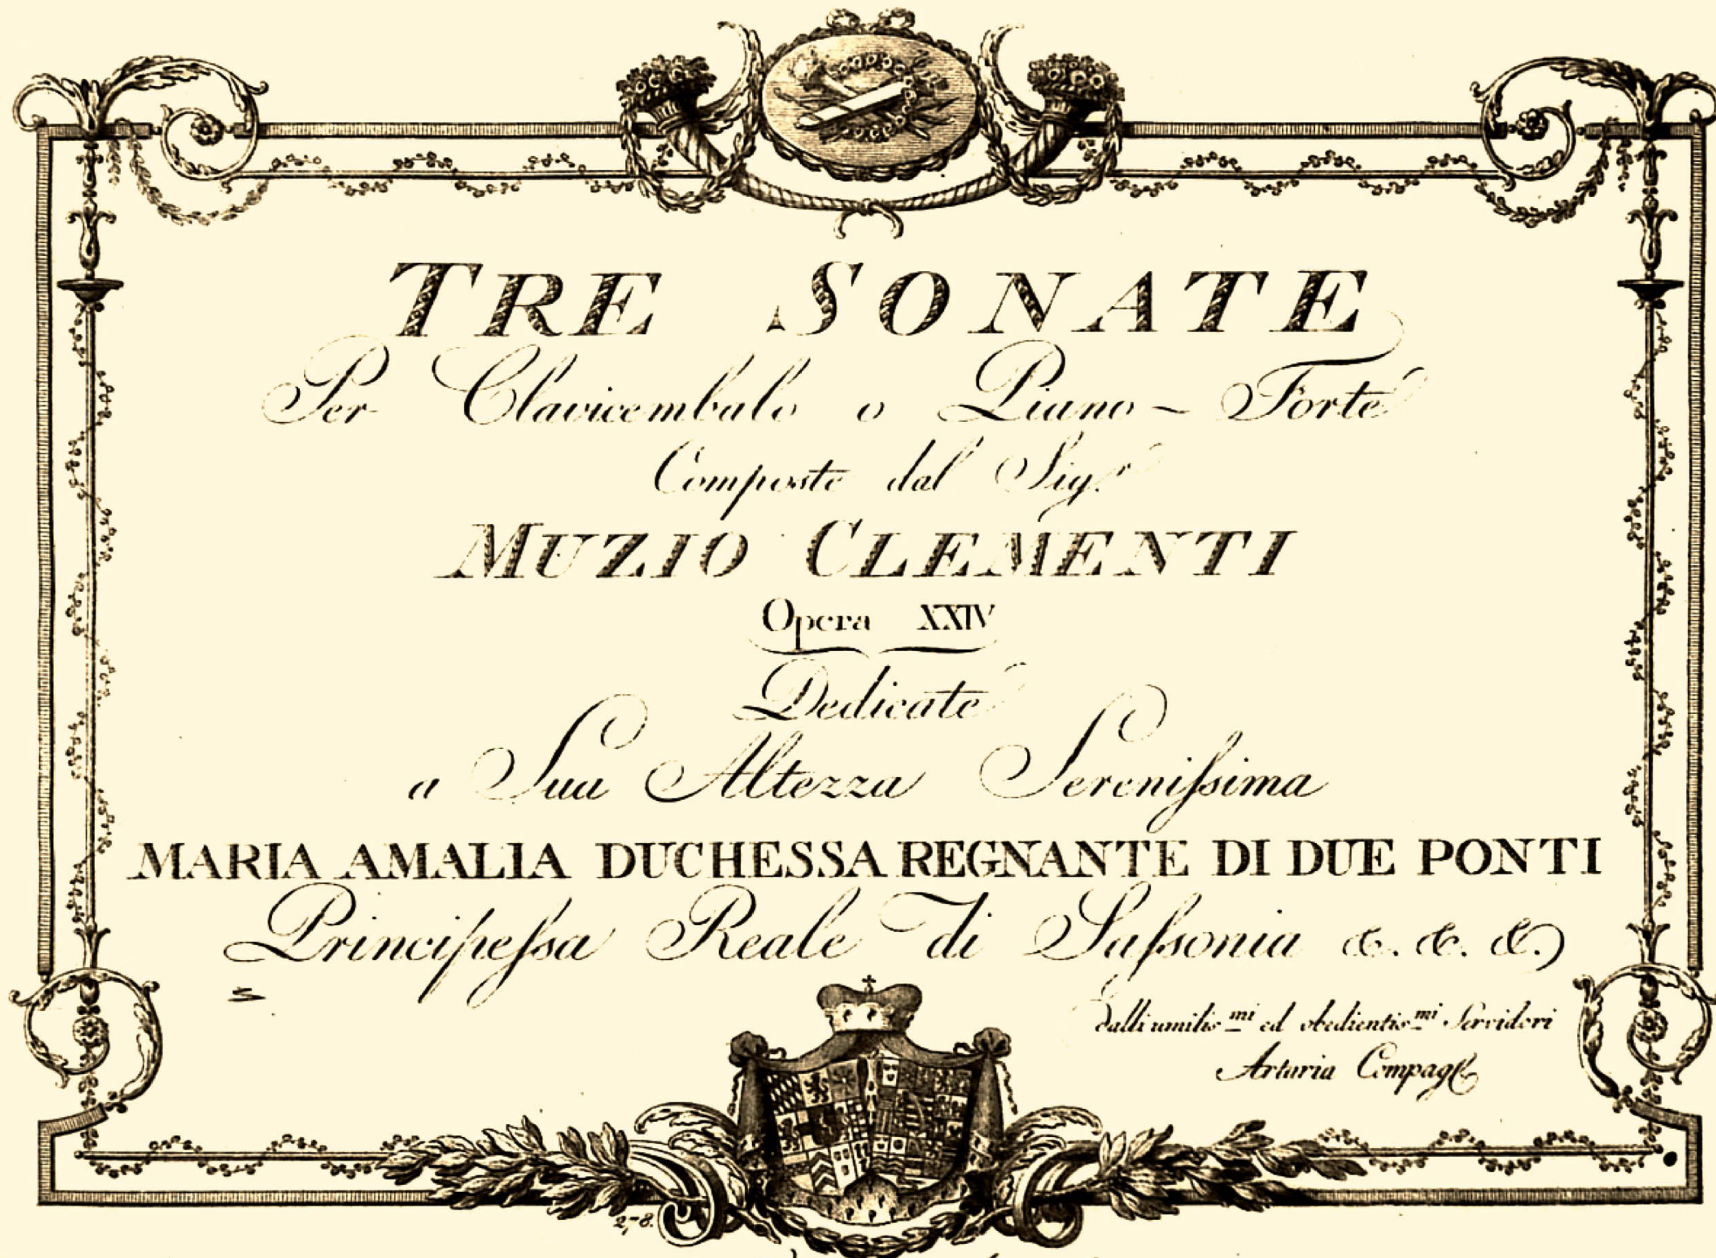 TRE SONATE
Per Clavicembalo o Piano-Forte
Composte dal Sig.r
MUZIO CLEMENTI
Opera XXIV
Dedicate
a Sua Altezza Serenissima
MARIA AMALIA DUCHESSA REGNANTE DI DUE PONTI
Principessa Reale di Sassonia &. &. &.
dalli umilis mi ed obedientis mi Servidori
Artaria Compag